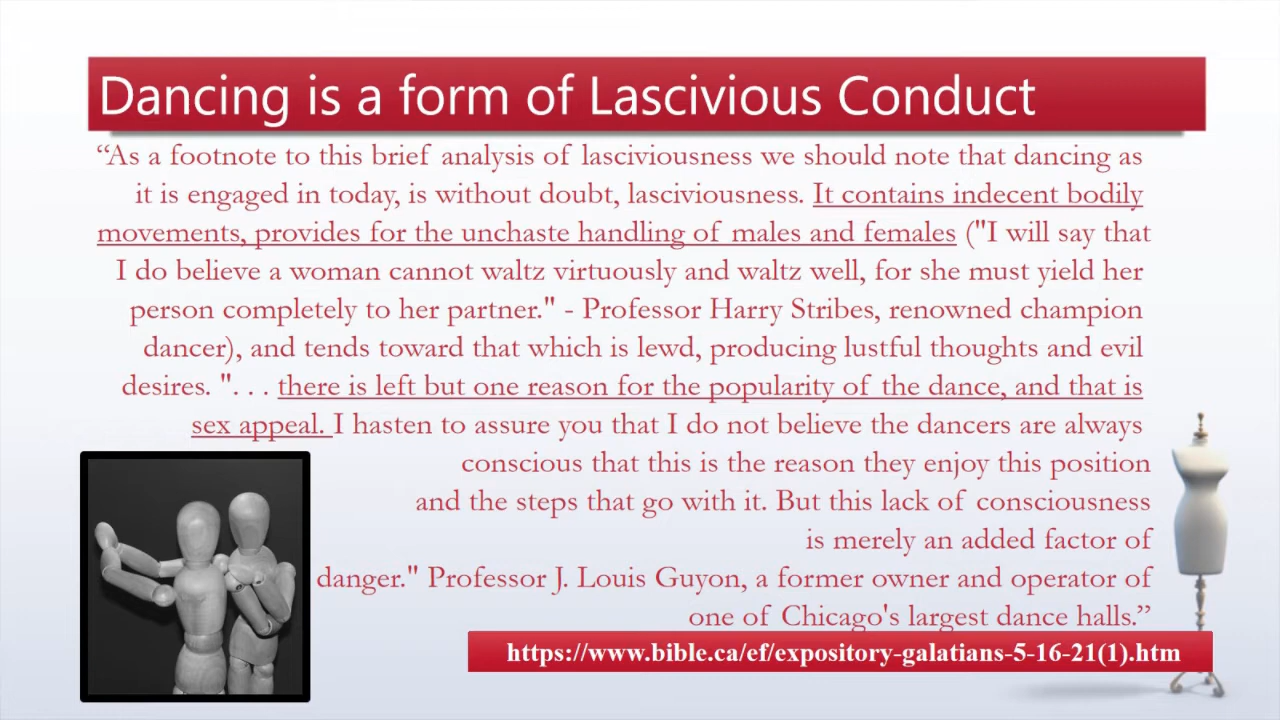 Dancing is a form of Lascivious Conduct
“As a footnote to this brief analysis of lasciviousness we should note that dancing as
it is engaged in today, is without doubt, lasciviousness. It contains indecent bodily
movements, provides for the unchaste handling of males and females ("I will say that
I do believe a woman cannot waltz virtuously and waltz well, for she must yield her
person completely to her partner." - Professor Harry Stribes, renowned champion
dancer), and tends toward that which is lewd, producing lustful thoughts and evil
desires. ". . . there is left but one reason for the popularity of the dance, and that is
sex appeal. I hasten to assure you that I do not believe the dancers are always
conscious that this is the reason they enjoy this position
and the steps that go with it. But this lack of consciousness
is merely an added factor of
danger." Professor J. Louis Guyon, a former owner and operator of
one of Chicago's largest dance halls.”
https://www.bible.ca/ef/expository-galatians-5-16-21(1).htm